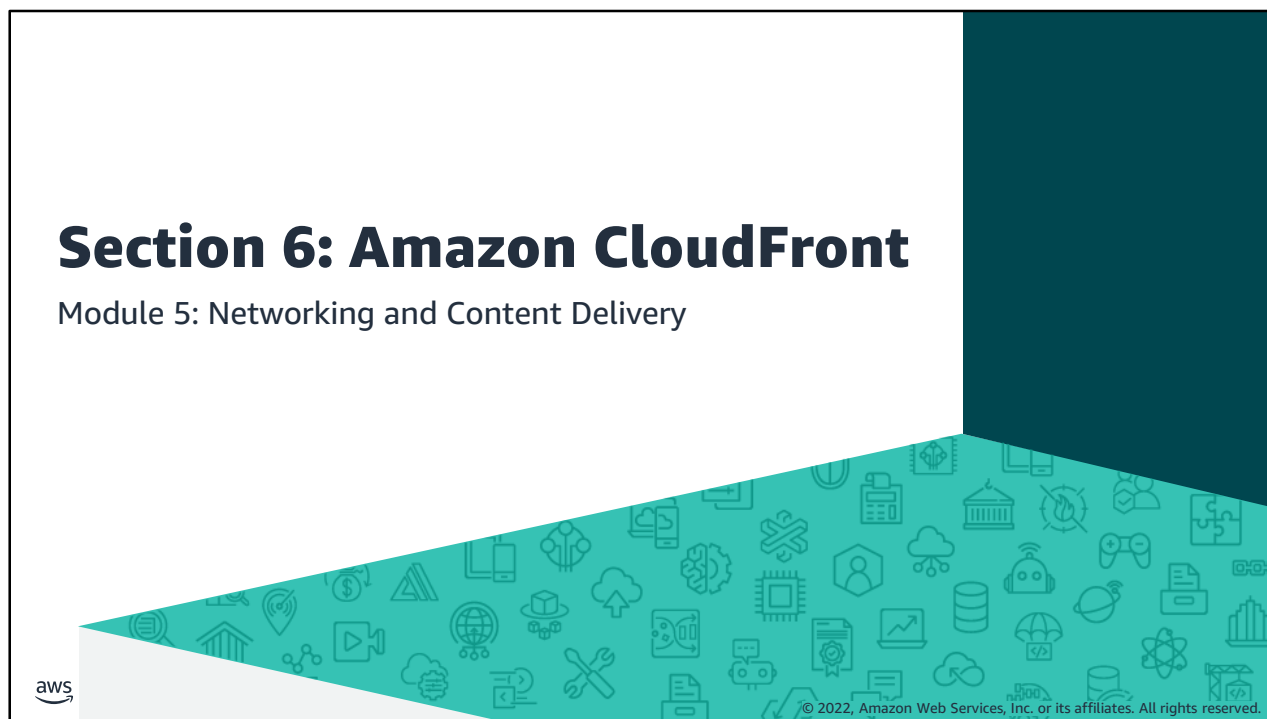 Section 6: Amazon CloudFront
Module 5: Networking and Content Delivery
aws
© 2022, Amazon Web Services, Inc. or its affiliates. All rights reserved.